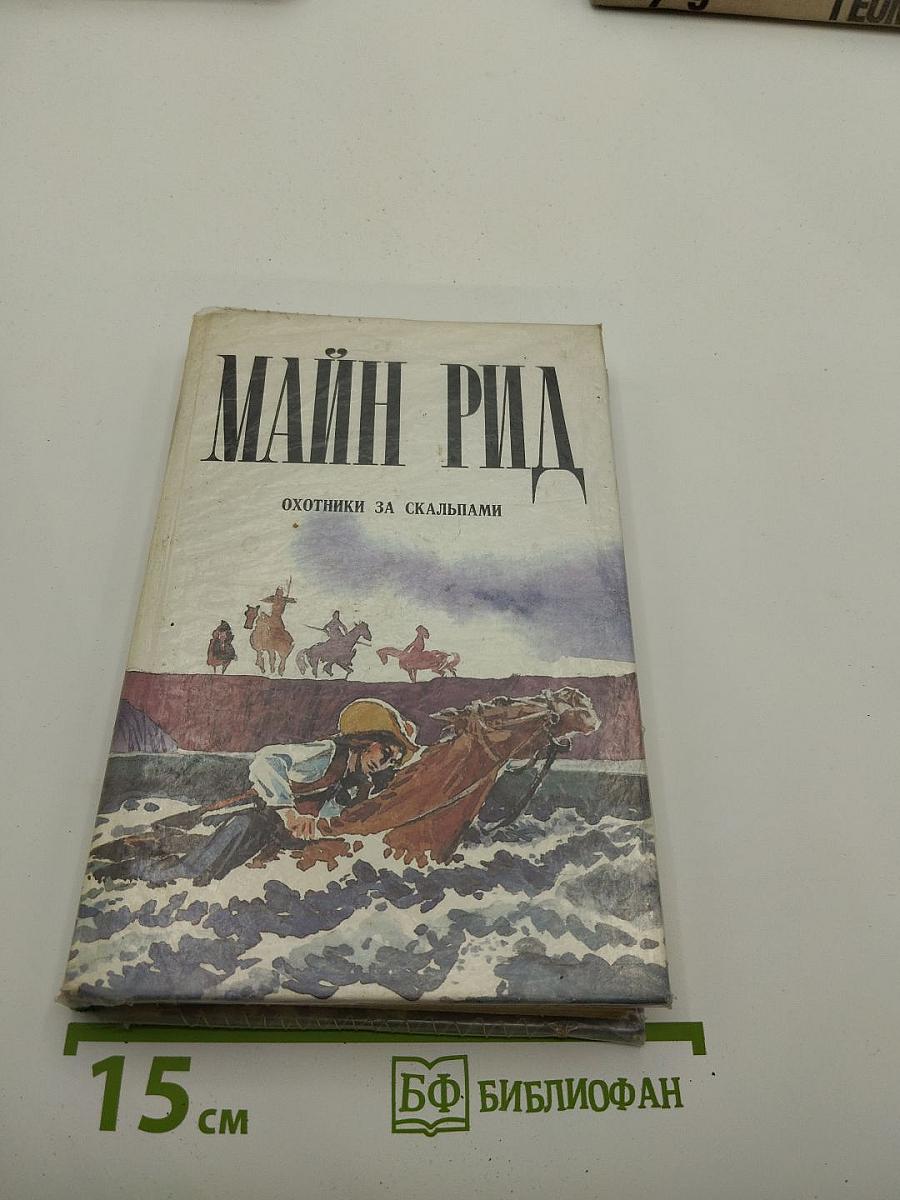 МАЙН РИД
ОХОТНИКИ ЗА СКАЛЬПАМИ
15 см
БФ БИБЛИОФАН